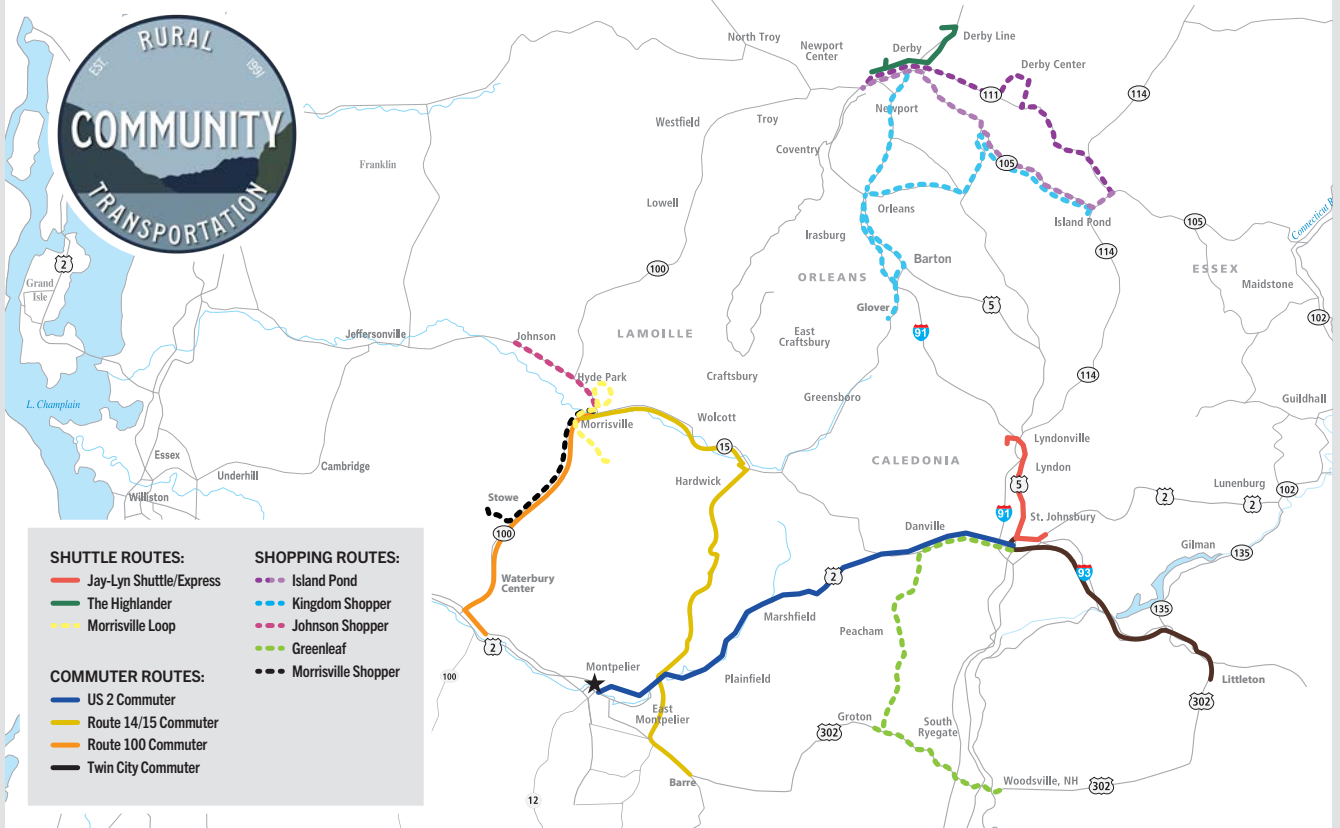 RURAL
EST.
1991
COMMUNITY
TRANSPORTATION
North Troy
Newport
Center
Derby
Derby Line
Derby Center
111
114
Newport
Westfield
Troy
Franklin
Coventry
105
Lowell
Orleans
Island Pond
105
Connecticut R
Irasburg
2
Grand
Isle
100
Barton
114
ESSEX
ORLEANS
Maidstone
Glover
5
102
91
Jeffersonville
Johnson
LAMOILLE
East
Craftsbury
Hyde Park
Craftsbury
114
L. Champlain
Greensboro
Guildhall
Morrisville
Wolcott
15
Lyndonville
Essex
Underhill
Cambridge
CALEDONIA
Lyndon
Williston
Hardwick
5
Lunenburg
102
2
2
Stowe
91
St. Johnsbury
100
Danville
Gilman
135
93
2
Waterbury
Center
135
Marshfield
Peacham
2
Montpelier
100
Plainfield
Littleton
East
Montpelier
302
Groton
South
Ryegate
302
Barre
Woodsville, NH
302
12
SHUTTLE ROUTES:
Jay-Lyn Shuttle/Express
The Highlander
Morrisville Loop
COMMUTER ROUTES:
US 2 Commuter
Route 14/15 Commuter
Route 100 Commuter
Twin City Commuter
SHOPPING ROUTES:
Island Pond
Kingdom Shopper
Johnson Shopper
Greenleaf
Morrisville Shopper